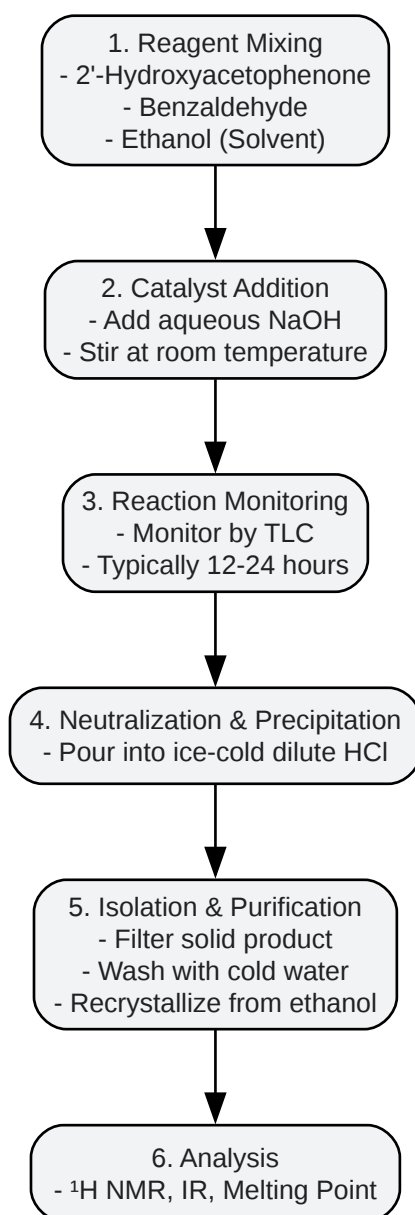 1. Reagent Mixing
- 2'-Hydroxyacetophenone
- Benzaldehyde
- Ethanol (Solvent)
2. Catalyst Addition
- Add aqueous NaOH
- Stir at room temperature
3. Reaction Monitoring
- Monitor by TLC
- Typically 12-24 hours
4. Neutralization & Precipitation
- Pour into ice-cold dilute HCl
5. Isolation & Purification
- Filter solid product
- Wash with cold water
- Recrystallize from ethanol
6. Analysis
- ¹H NMR, IR, Melting Point